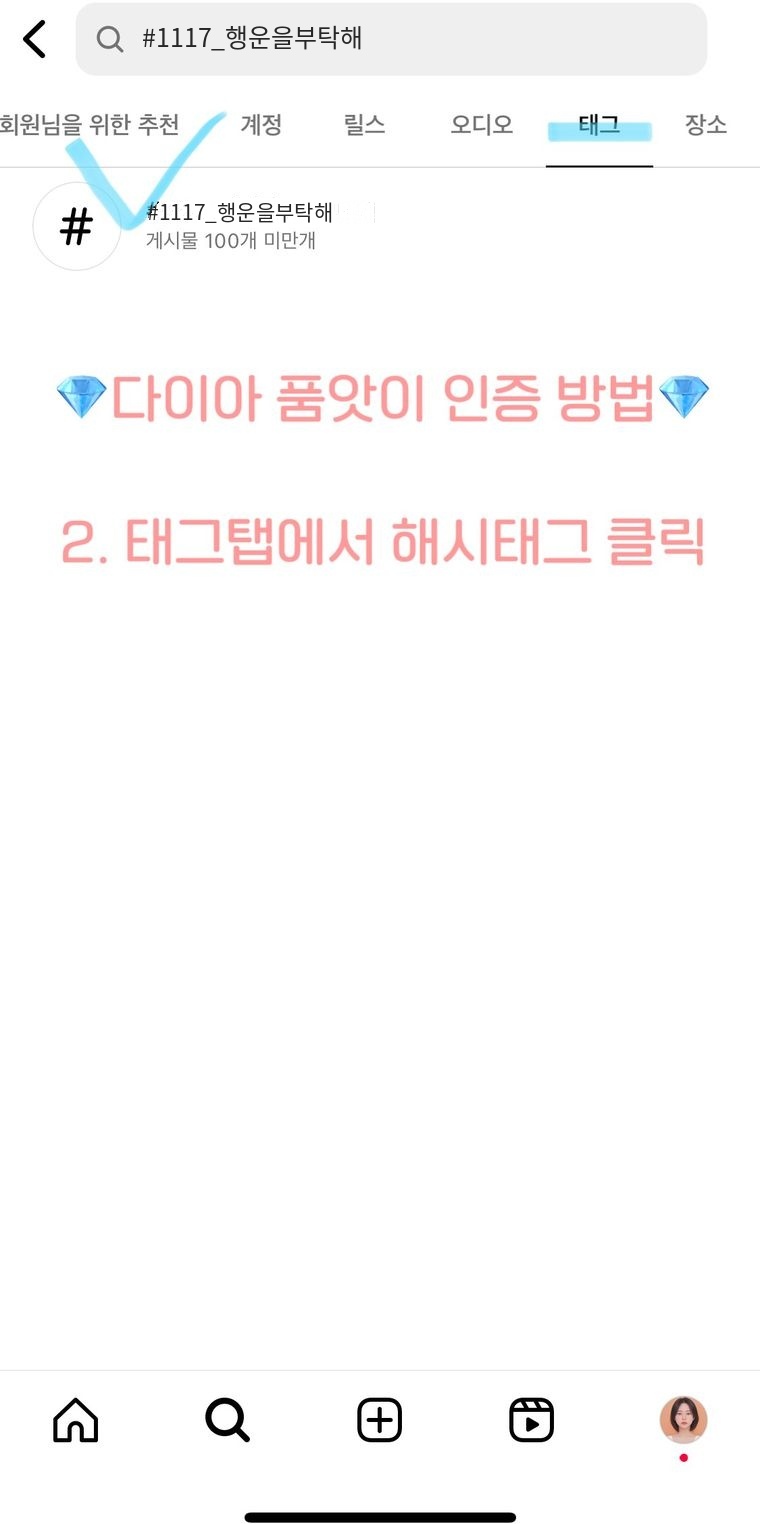 #1117_행운을부탁해
회원님을 위한 추천 계정 릴스 오디오 태그 장소
#
#1117_행운을부탁해
게시물 100개 미만개
💎다이아 품앗이 인증 방법💎
2. 태그탭에서 해시태그 클릭